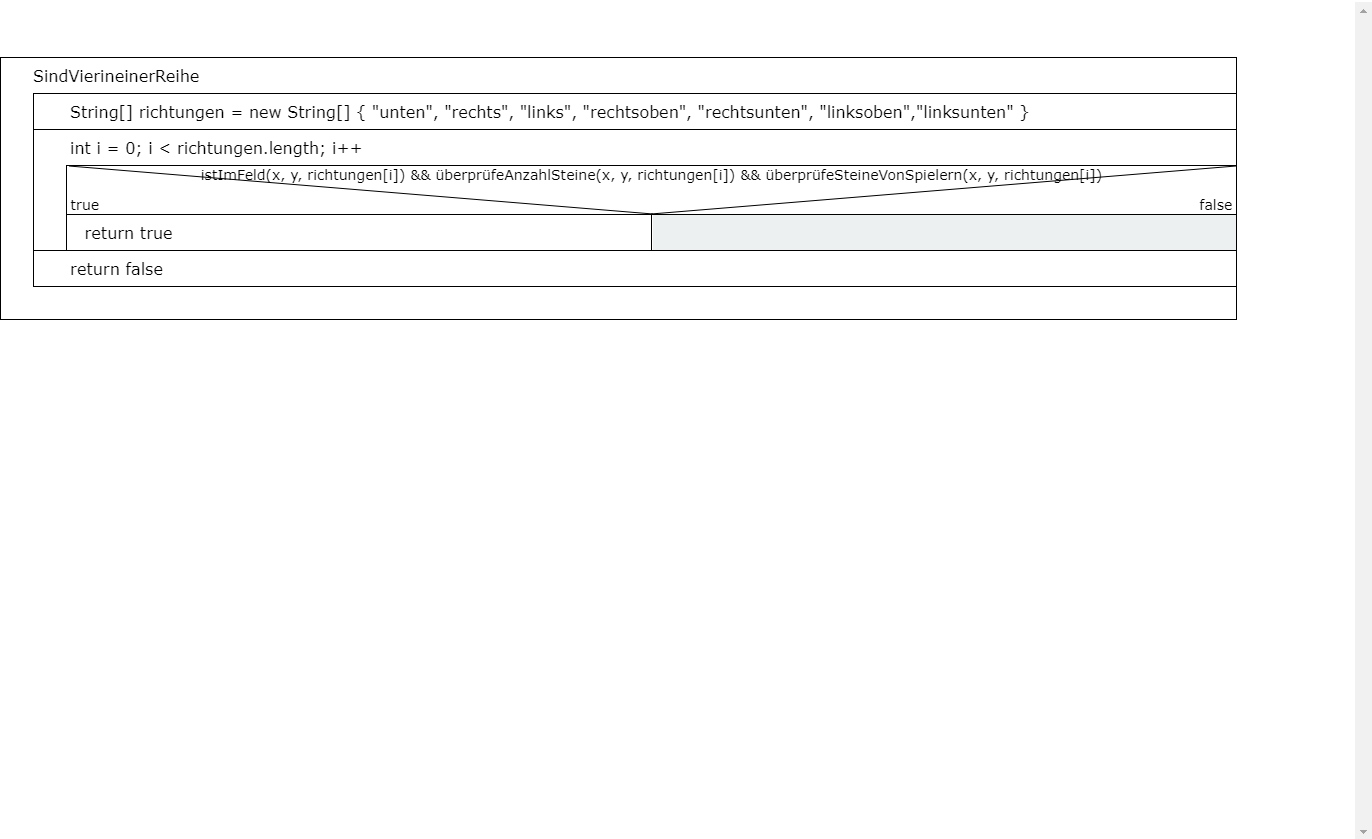 SindVierineinerReihe
String[] richtungen = new String[] { "unten", "rechts", "links", "rechtsoben", "rechtsunten", "linksoben","linksunten" }
int i = 0; i < richtungen.length; i++
istImFeld(x, y, richtungen[i]) && überprüfeAnzahlSteine(x, y, richtungen[i]) && überprüfeSteineVonSpielern(x, y, richtungen[i])
true false
return true
return false